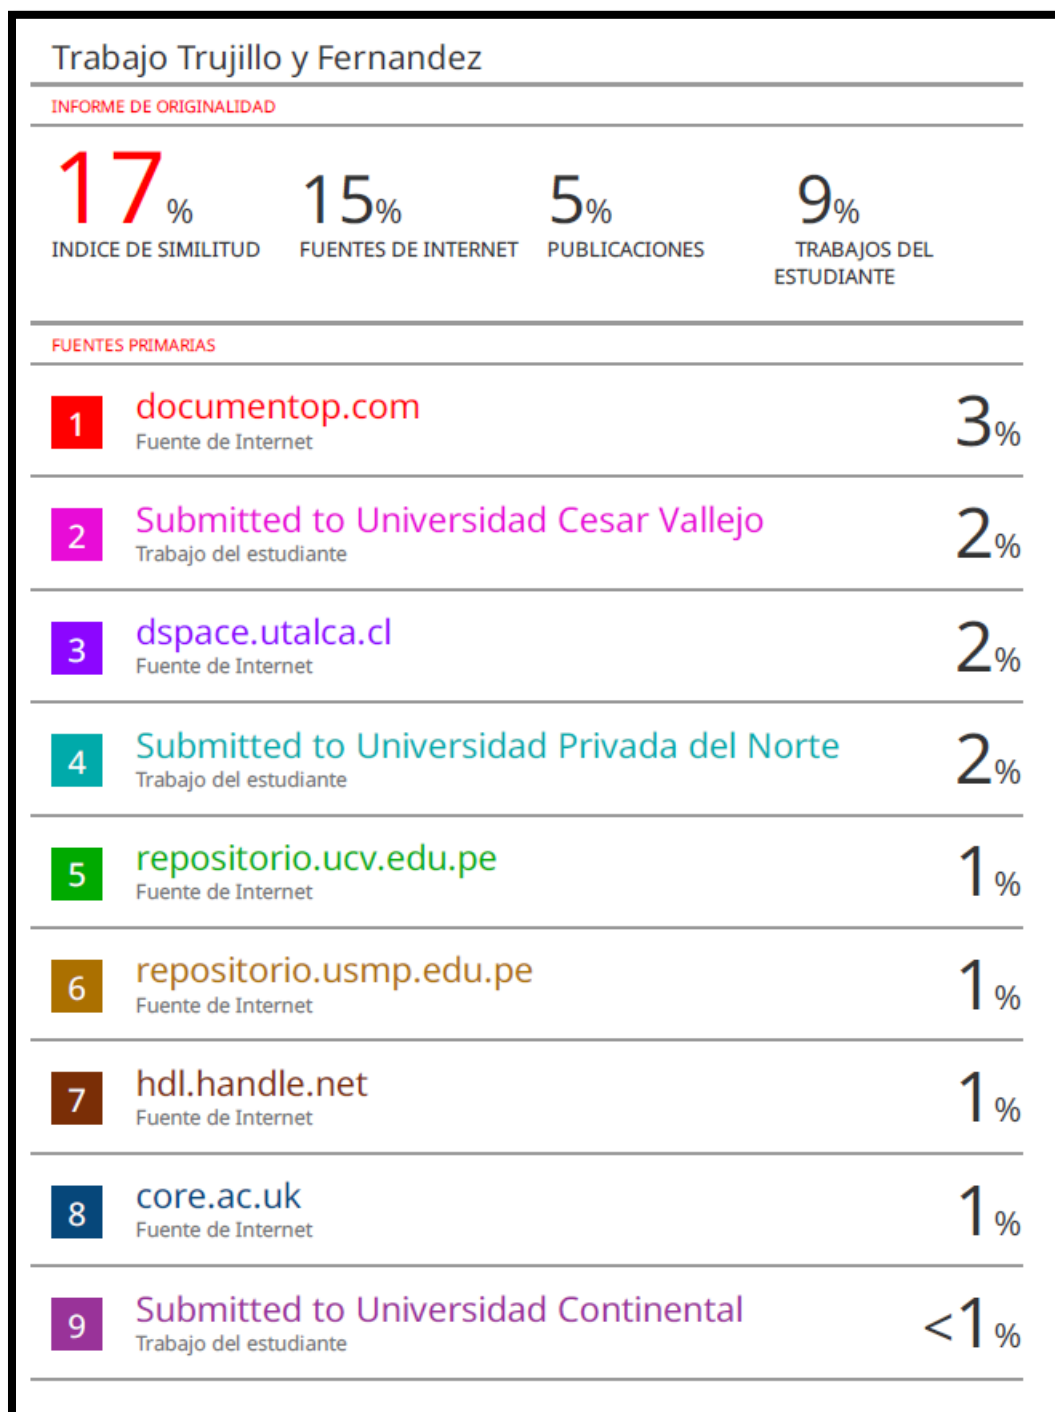 Trabajo Trujillo y Fernandez
INFORME DE ORIGINALIDAD
17%
INDICE DE SIMILITUD
15%
FUENTES DE INTERNET
5%
PUBLICACIONES
9%
TRABAJOS DEL
ESTUDIANTE
FUENTES PRIMARIAS
1
documentop.com
Fuente de Internet
3%
2
Submitted to Universidad Cesar Vallejo
Trabajo del estudiante
2%
3
dspace.utalca.cl
Fuente de Internet
2%
4
Submitted to Universidad Privada del Norte
Trabajo del estudiante
2%
5
repositorio.ucv.edu.pe
Fuente de Internet
1%
6
repositorio.usmp.edu.pe
Fuente de Internet
1%
7
hdl.handle.net
Fuente de Internet
1%
8
core.ac.uk
Fuente de Internet
1%
9
Submitted to Universidad Continental
Trabajo del estudiante
<1%